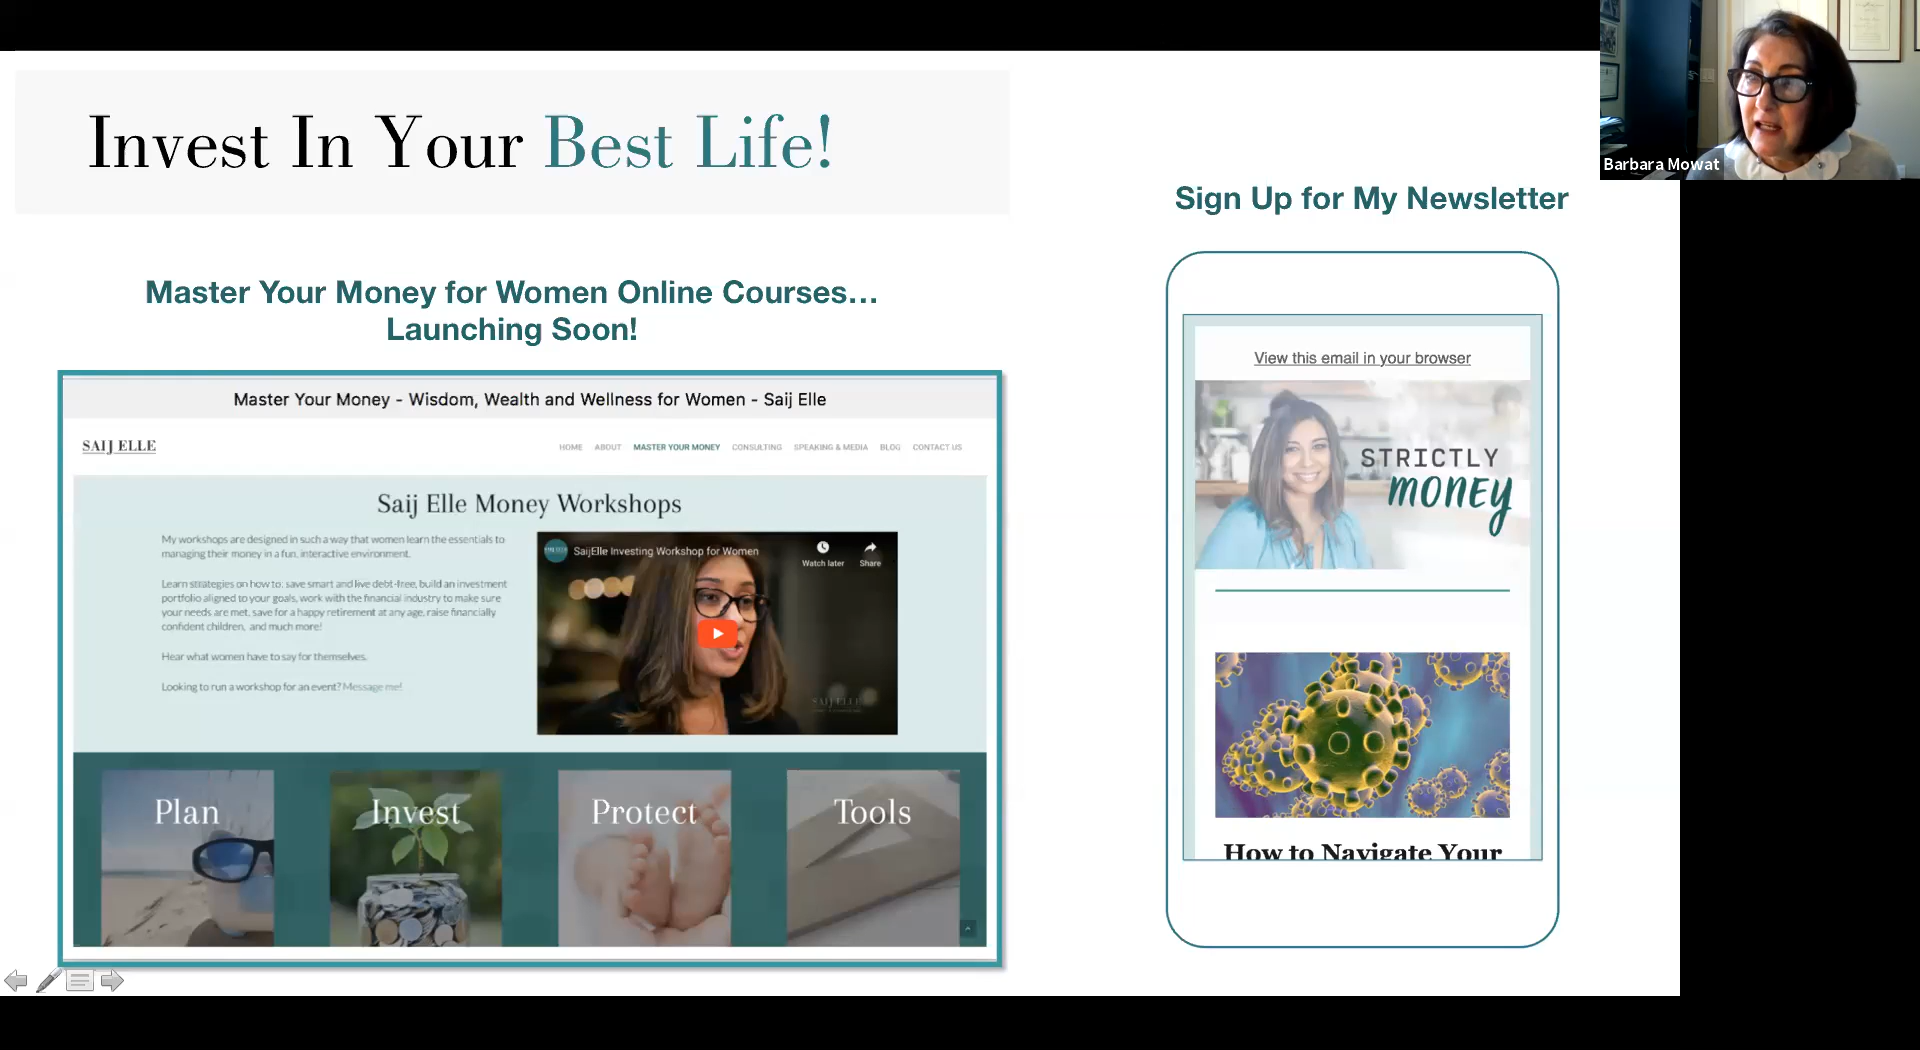 Invest In Your Best Life!
Barbara Mowat
Sign Up for My Newsletter
Master Your Money for Women Online Courses…
Launching Soon!
Master Your Money - Wisdom, Wealth and Wellness for Women - Saij Elle
SAIJ ELLE
HOME ABOUT MASTER YOUR MONEY CONSULTING SPEAKING & MEDIA BLOG CONTACT US
Saij Elle Money Workshops
My workshops are designed in such a way that women learn the essentials to
managing their money in a fun, interactive environment.
Learn strategies on how to: save smart and live debt-free, build an investment
portfolio aligned to your goals, work with the financial industry to make sure
your needs are met, save for a happy retirement at any age, raise financially
confident children, and much more!
Hear what women have to say for themselves.
Looking to run a workshop for an event? Message me!
SaijElle Investing Workshop for Women
Watch later
Share
SAIJ ELLE
Plan
Invest
Protect
Tools
View this email in your browser
STRICTLY
money
How to Navigate Your